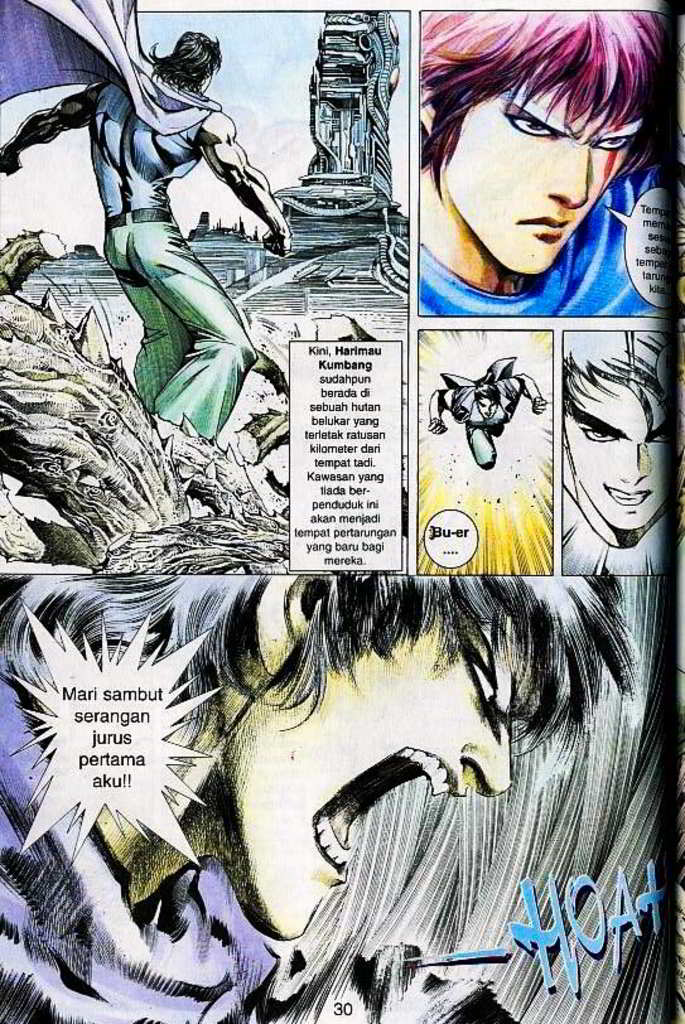 Kini, Harimau
Kumbang
sudahpun
berada di
sebuah hutan
belukar yang
terletak ratusan
kilometer dari
tempat tadi.
Kawasan yang
tiada ber-
penduduk ini
akan menjadi
tempat pertarungan
yang baru bagi
mereka.
kita.
Bu-er
....
Mari sambut
serangan
jurus
pertama
aku!!
HOA
30